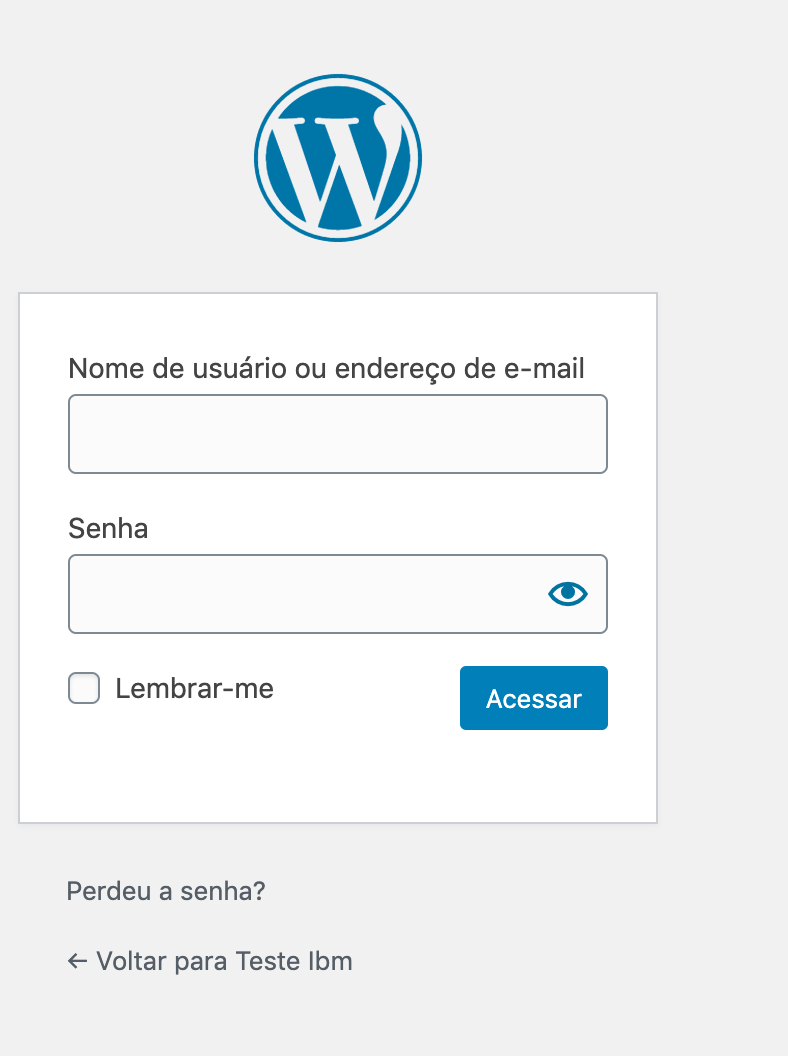 Nome de usuário ou endereço de e-mail
Senha
Lembrar-me
Acessar
Perdeu a senha?
← Voltar para Teste Ibm